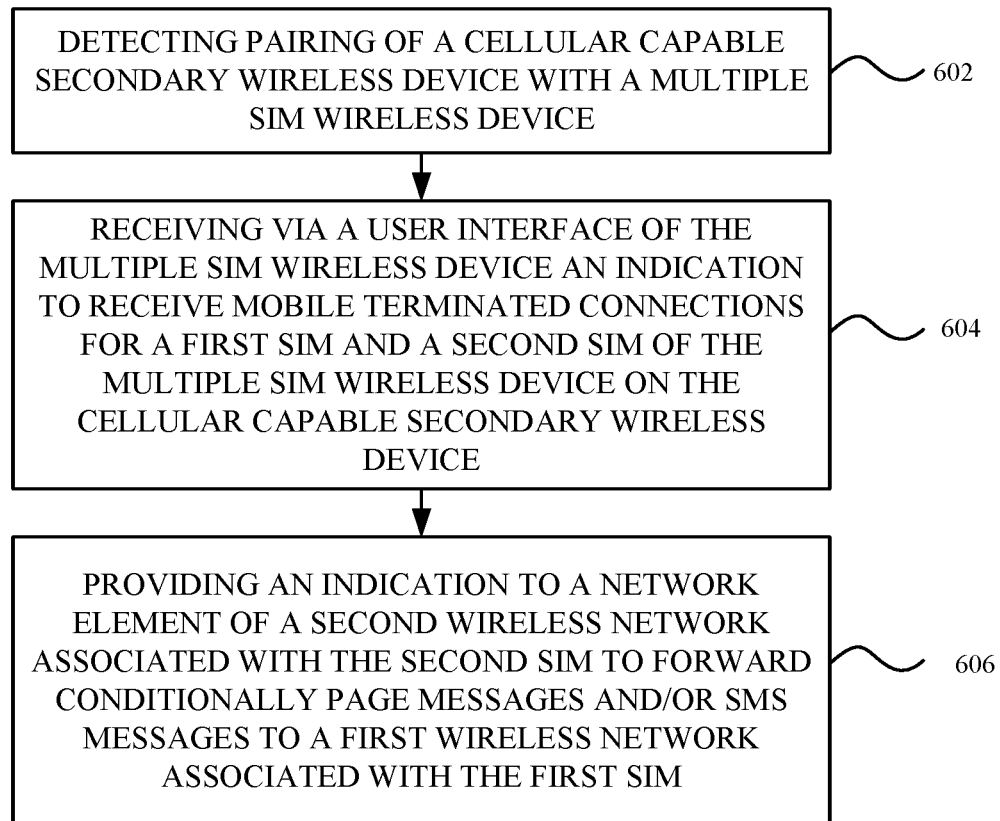 DETECTING PAIRING OF A CELLULAR CAPABLE
SECONDARY WIRELESS DEVICE WITH A MULTIPLE
SIM WIRELESS DEVICE
602
RECEIVING VIA A USER INTERFACE OF THE
MULTIPLE SIM WIRELESS DEVICE AN INDICATION
TO RECEIVE MOBILE TERMINATED CONNECTIONS
FOR A FIRST SIM AND A SECOND SIM OF THE
MULTIPLE SIM WIRELESS DEVICE ON THE
CELLULAR CAPABLE SECONDARY WIRELESS
DEVICE
604
PROVIDING AN INDICATION TO A NETWORK
ELEMENT OF A SECOND WIRELESS NETWORK
ASSOCIATED WITH THE SECOND SIM TO FORWARD
CONDITIONALLY PAGE MESSAGES AND/OR SMS
MESSAGES TO A FIRST WIRELESS NETWORK
ASSOCIATED WITH THE FIRST SIM
606